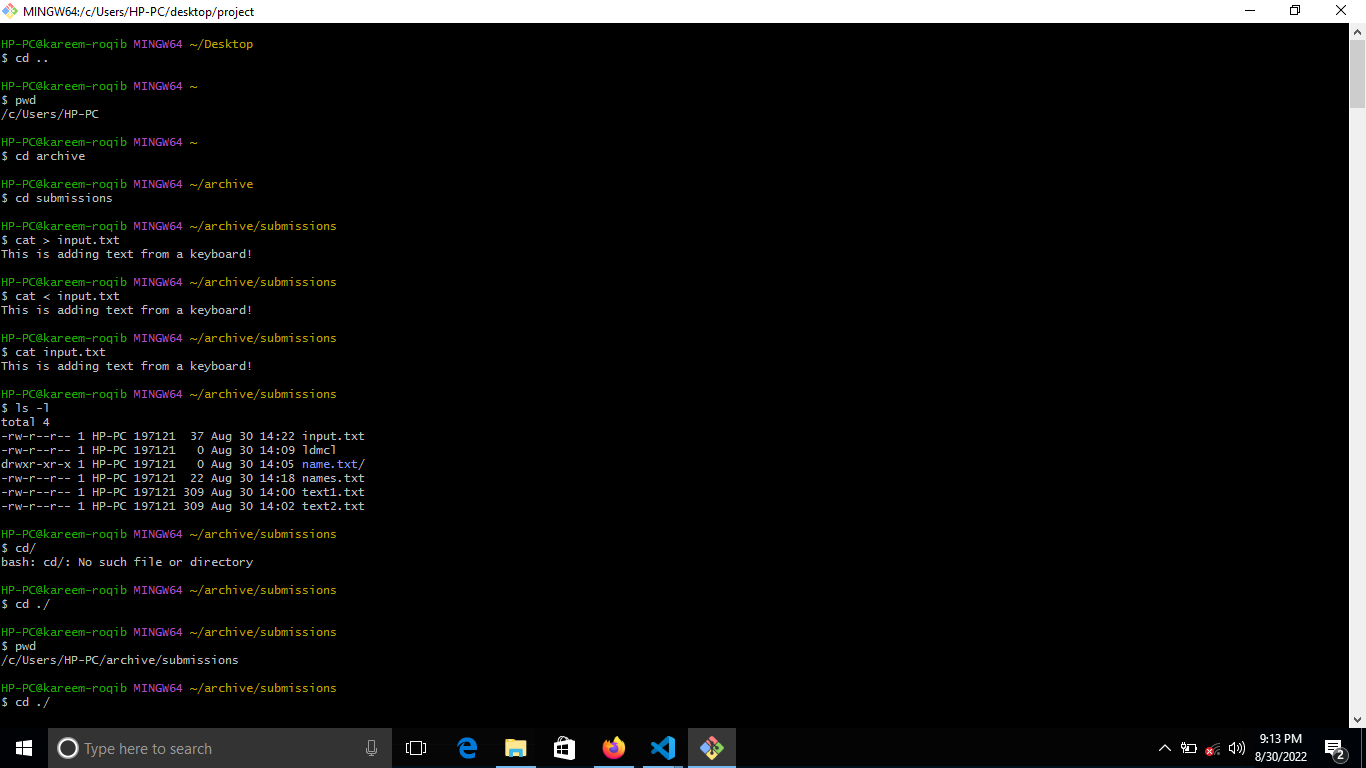 MINGW64:/c/Users/HP-PC/desktop/project
HP-PC@kareem-roqib MINGW64 ~/Desktop
$ cd ..
HP-PC@kareem-roqib MINGW64 ~
$ pwd
/c/Users/HP-PC
HP-PC@kareem-roqib MINGW64 ~
$ cd archive
HP-PC@kareem-roqib MINGW64 ~/archive
$ cd submissions
HP-PC@kareem-roqib MINGW64 ~/archive/submissions
$ cat > input.txt
This is adding text from a keyboard!
HP-PC@kareem-roqib MINGW64 ~/archive/submissions
$ cat < input.txt
This is adding text from a keyboard!
HP-PC@kareem-roqib MINGW64 ~/archive/submissions
$ cat input.txt
This is adding text from a keyboard!
HP-PC@kareem-roqib MINGW64 ~/archive/submissions
$ ls -l
total 4
-rw-r--r-- 1 HP-PC 197121  37 Aug 30 14:22 input.txt
-rw-r--r-- 1 HP-PC 197121   0 Aug 30 14:09 ldmcl
drwxr-xr-x 1 HP-PC 197121   0 Aug 30 14:05 name.txt/
-rw-r--r-- 1 HP-PC 197121  22 Aug 30 14:18 names.txt
-rw-r--r-- 1 HP-PC 197121 309 Aug 30 14:00 text1.txt
-rw-r--r-- 1 HP-PC 197121 309 Aug 30 14:02 text2.txt
HP-PC@kareem-roqib MINGW64 ~/archive/submissions
$ cd/
bash: cd/: No such file or directory
HP-PC@kareem-roqib MINGW64 ~/archive/submissions
$ cd ./
HP-PC@kareem-roqib MINGW64 ~/archive/submissions
$ pwd
/c/Users/HP-PC/archive/submissions
HP-PC@kareem-roqib MINGW64 ~/archive/submissions
$ cd ./
Type here to search
9:13 PM
8/30/2022
2